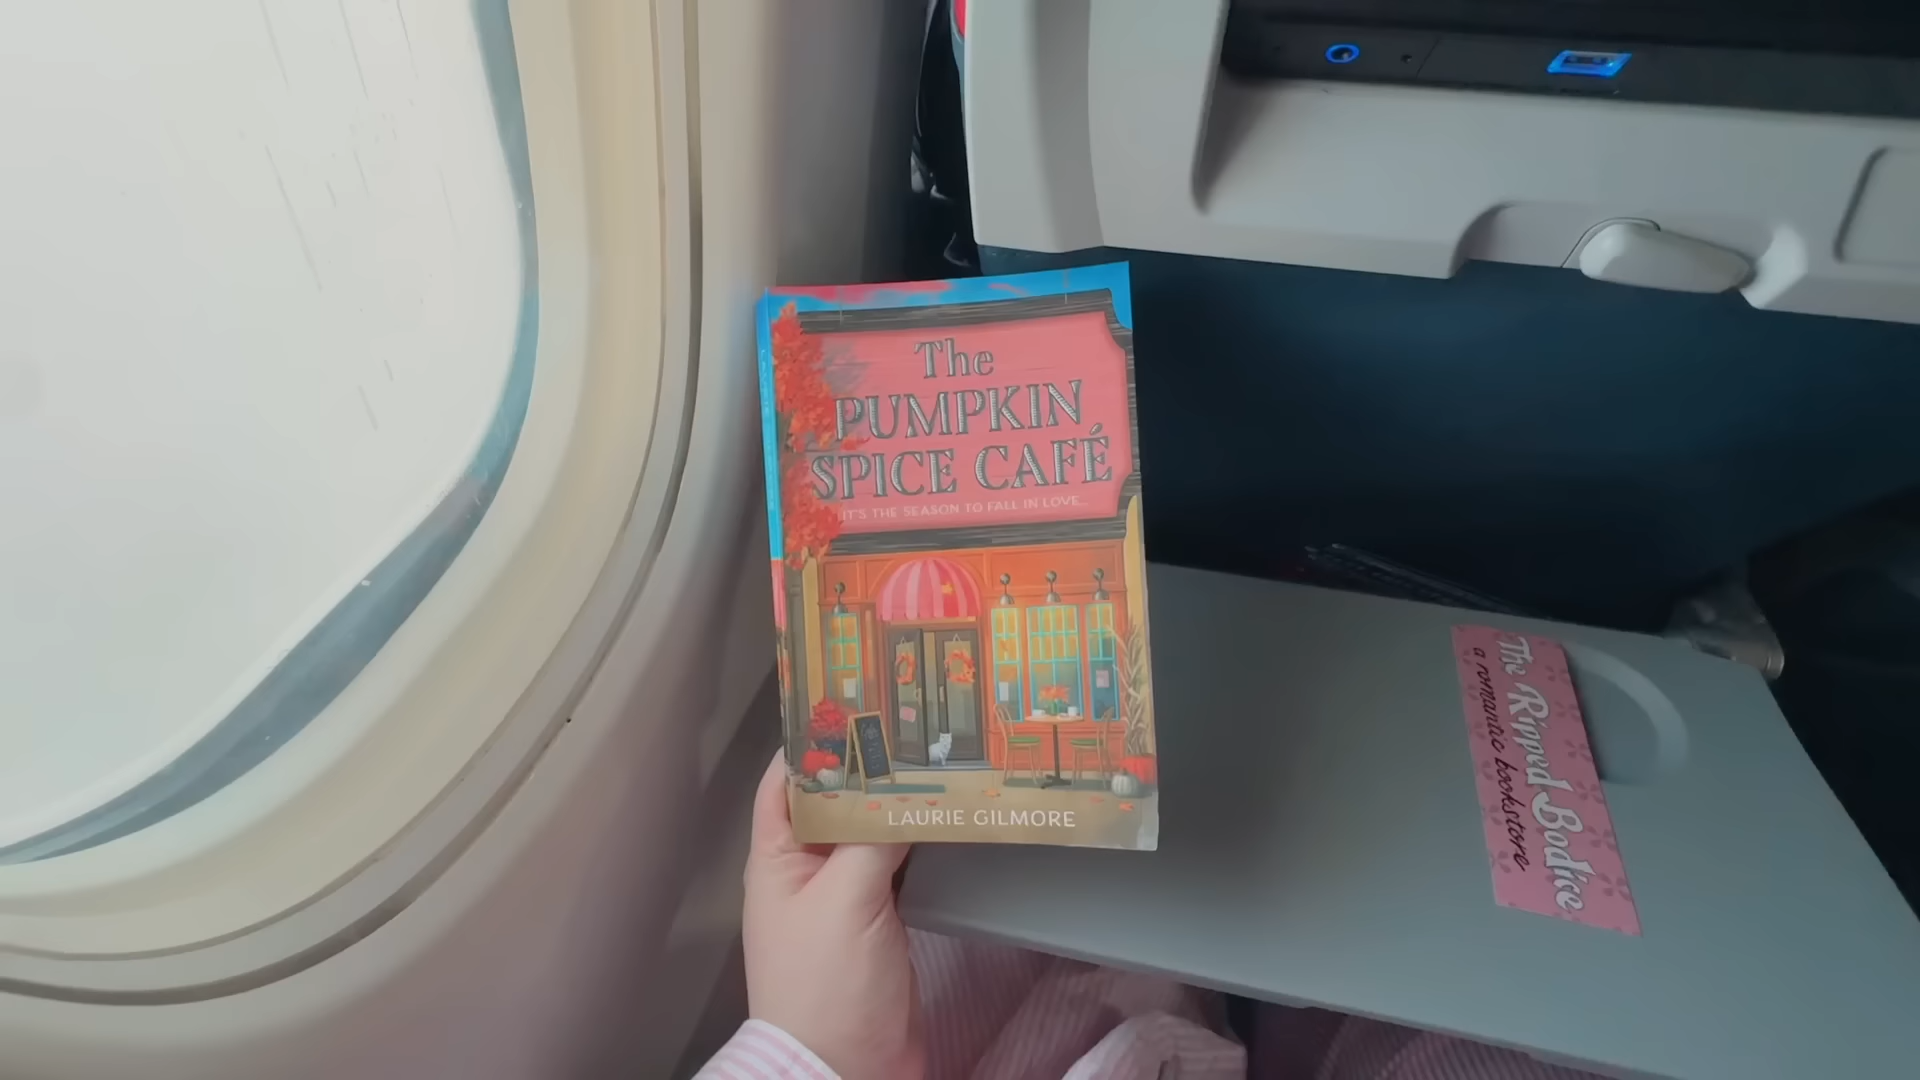 The
PUMPKIN
SPICE CAFÉ
IT'S THE SEASON TO FALL IN LOVE...
LAURIE GILMORE
The Ripped Bodice
a romantic bookstore